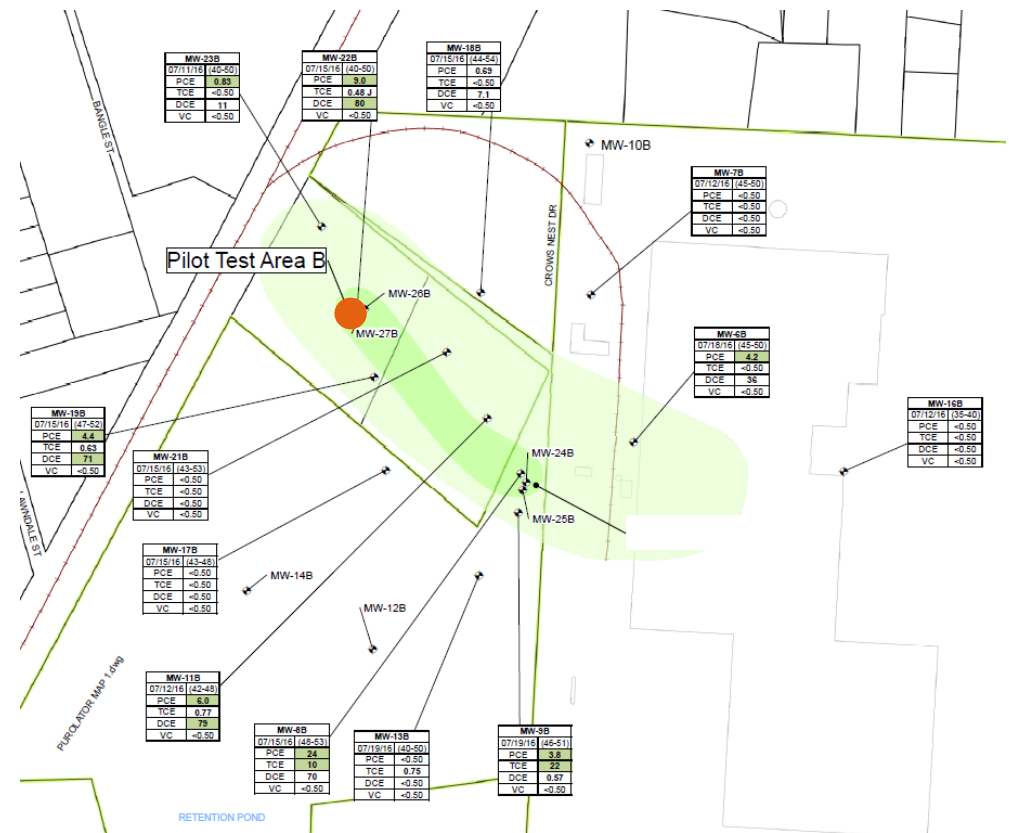 MW-23B
07/11/16 (40-50)
PCE 0.83
TCE <0.50
DCE 11
VC <0.50
MW-22B
07/15/16 (40-50)
PCE 9.0
TCE 0.48 J
DCE 80
VC <0.50
MW-18B
07/15/16 (44-54)
PCE 0.69
TCE <0.50
DCE 7.1
VC <0.50
BANGLE ST
MW-10B
MW-7B
07/12/16 (45-50)
PCE <0.50
TCE <0.50
DCE <0.50
VC <0.50
CROWS NEST DR
Pilot Test Area B
MW-26B
MW-27B
MW-6B
07/18/16 (45-50)
PCE 4.2
TCE <0.50
DCE 36
VC <0.50
MW-16B
07/12/16 (35-40)
PCE <0.50
TCE <0.50
DCE <0.50
VC <0.50
MW-19B
07/15/16 (47-52)
PCE 4.4
TCE 0.63
DCE 71
VC <0.50
MW-21B
07/15/16 (43-53)
PCE <0.50
TCE <0.50
DCE <0.50
VC <0.50
MW-24B
MW-25B
LAWNDALE ST
MW-17B
07/15/16 (43-48)
PCE <0.50
TCE <0.50
DCE <0.50
VC <0.50
MW-14B
MW-12B
PUROLATOR MAP 1.dwg
MW-11B
07/12/16 (42-48)
PCE 6.0
TCE 0.77
DCE 79
VC <0.50
MW-8B
07/15/16 (48-53)
PCE 24
TCE 10
DCE 70
VC <0.50
MW-13B
07/19/16 (40-50)
PCE <0.50
TCE 0.75
DCE <0.50
VC <0.50
MW-9B
07/19/16 (46-51)
PCE 3.8
TCE 22
DCE 0.57
VC <0.50
RETENTION POND